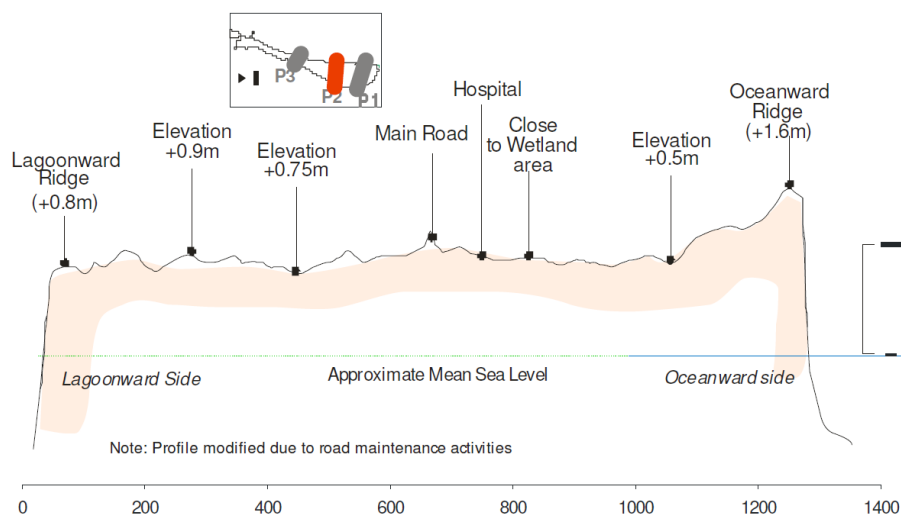 P3
P2
P1
Hospital
Oceanward
Ridge
(+1.6m)
Main Road
Close
to Wetland
area
Elevation
+0.9m
Elevation
+0.75m
Elevation
+0.5m
Lagoonward
Ridge
(+0.8m)
Lagoonward Side
Approximate Mean Sea Level
Oceanward side
Note: Profile modified due to road maintenance activities
0 200 400 600 800 1000 1200 1400